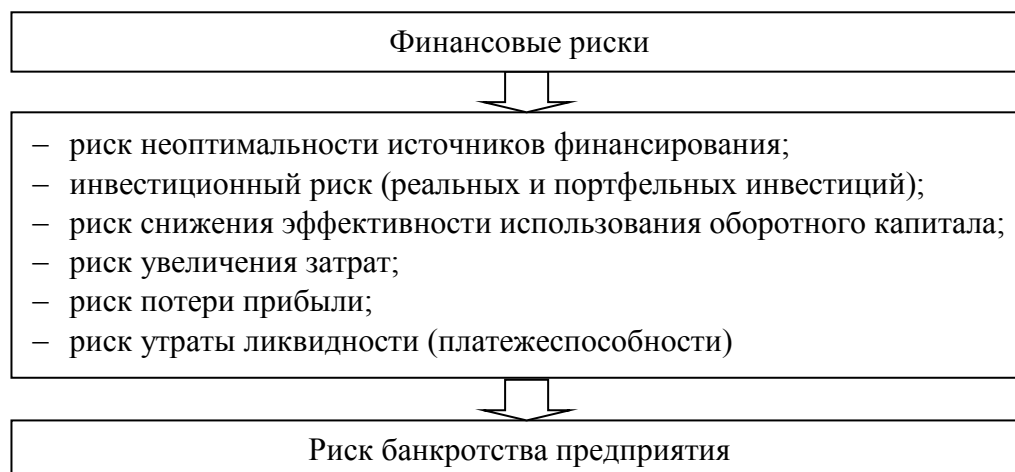 Финансовые риски
– риск неоптимальности источников финансирования;
– инвестиционный риск (реальных и портфельных инвестиций);
– риск снижения эффективности использования оборотного капитала;
– риск увеличения затрат;
– риск потери прибыли;
– риск утраты ликвидности (платежеспособности)
Риск банкротства предприятия